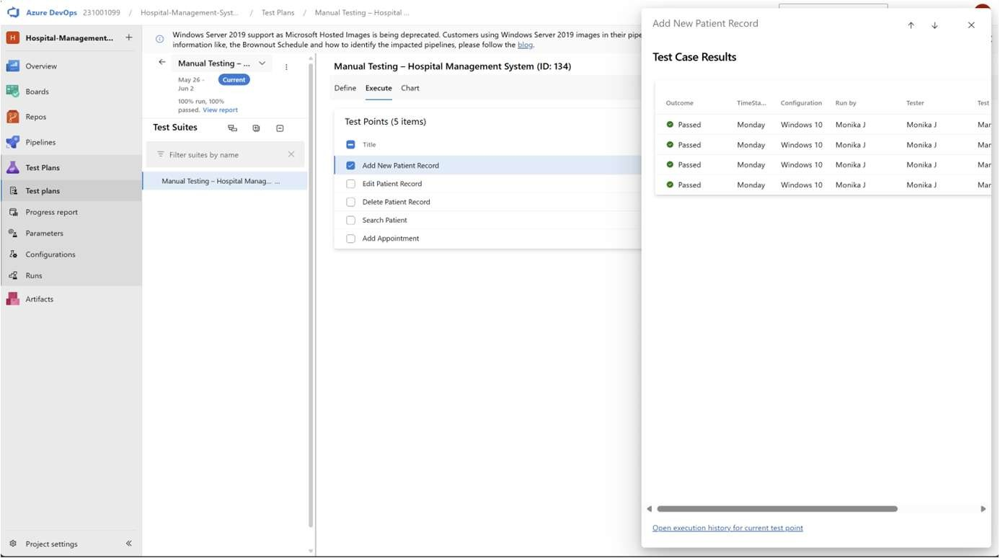 Azure DevOps 231001099 / Hospital-Management-Syst... / Test Plans / Manual Testing – Hospital ...
H Hospital-Management... +
Overview
Boards
Repos
Pipelines
Test Plans
Test plans
Progress report
Parameters
Configurations
Runs
Artifacts
Project settings
Windows Server 2019 support as Microsoft Hosted Images is being deprecated. Customers using Windows Server 2019 images in their pipe
information like, the Brownout Schedule and how to identify the impacted pipelines, please follow the blog.
Manual Testing – ...
May 26 -
Jun 2
Current
100% run, 100%
passed. View report
Test Suites
Filter suites by name
Manual Testing – Hospital Manag... ...
Manual Testing – Hospital Management System (ID: 134)
Define Execute Chart
Test Points (5 items)
Title
Add New Patient Record
Edit Patient Record
Delete Patient Record
Search Patient
Add Appointment
Add New Patient Record
Test Case Results
Outcome TimeSta... Configuration Run by Tester Test
Passed Monday Windows 10 Monika J Monika J Mar
Passed Monday Windows 10 Monika J Monika J Mar
Passed Monday Windows 10 Monika J Monika J Mar
Passed Monday Windows 10 Monika J Monika J Mar
Open execution history for current test point